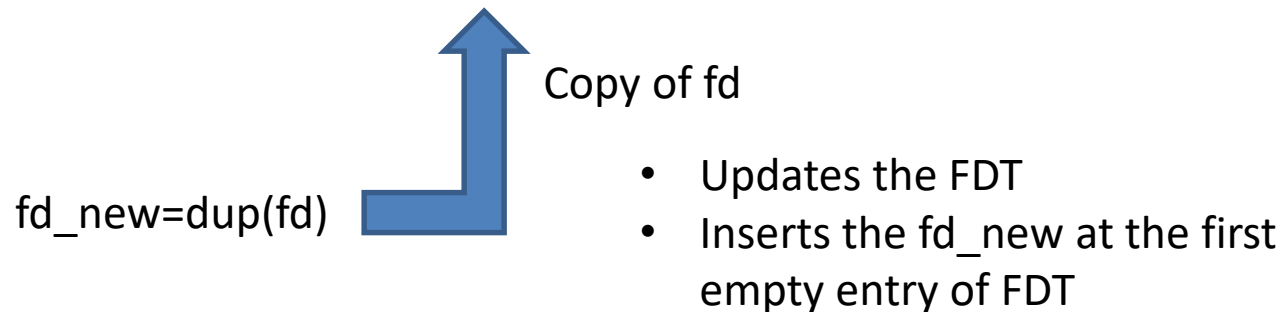 Copy of fd
fd_new=dup(fd)
• Updates the FDT
• Inserts the fd_new at the first
empty entry of FDT